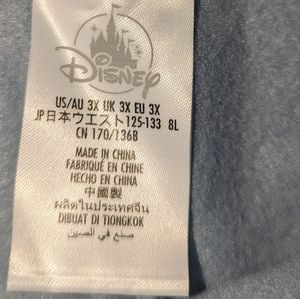 Disney
US/AU 3X UK 3X EU 3X
JP日本ウエスト125-133 8L
CN 170/136B
MADE IN CHINA
FABRIQUÉ EN CHINE
HECHO EN CHINA
中國製
ผลิตในประเทศจีน
DIBUAT DI TIONGKOK
صنع في الصين